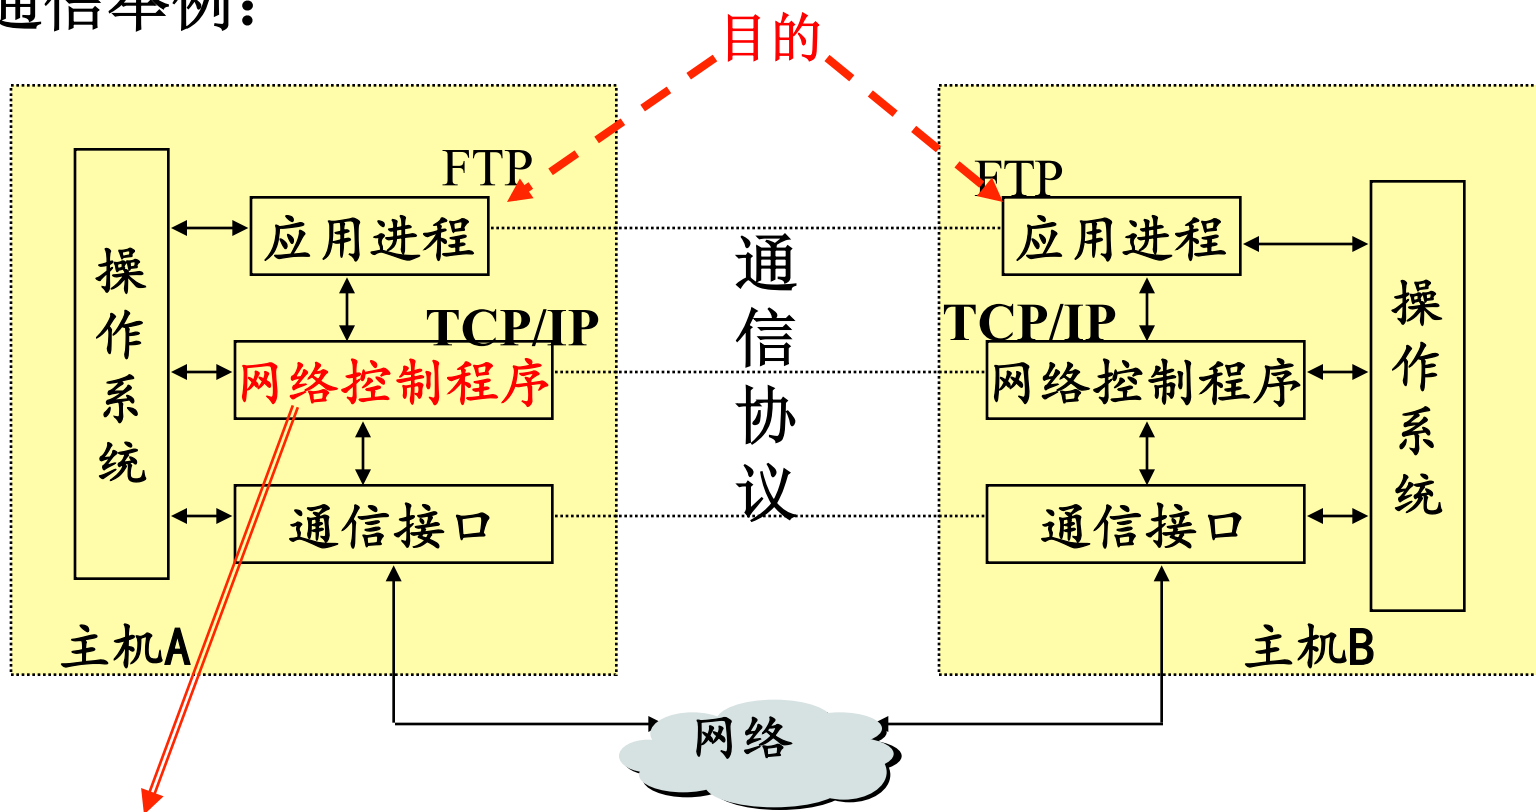 通信举例：
目的
FTP
应用进程
TCP/IP
网络控制程序
通信接口
操作系统
主机A
通信协议
FTP
应用进程
TCP/IP
网络控制程序
通信接口
操作系统
主机B
网络